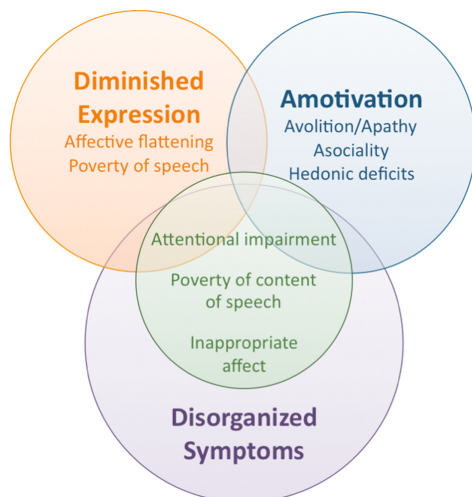 Diminished
Expression
Affective flattening
Poverty of speech
Amotivation
Avolition/Apathy
Asociality
Hedonic deficits
Attentional impairment
Poverty of content
of speech
Inappropriate
affect
Disorganized
Symptoms